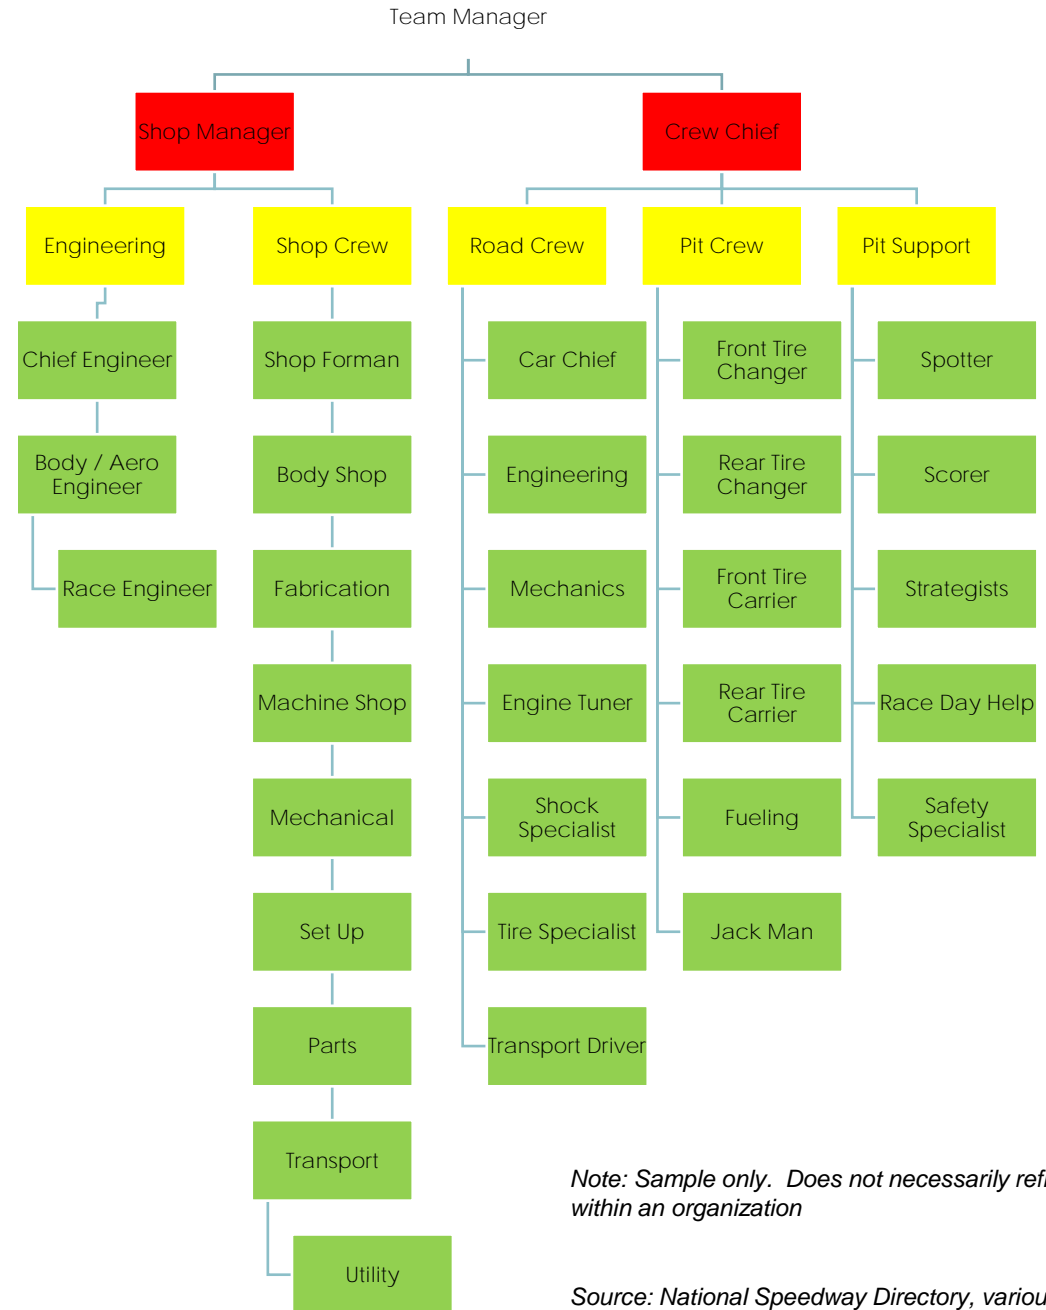 Team Manager
Shop Manager
Crew Chief
Engineering
Shop Crew
Road Crew
Pit Crew
Pit Support
Chief Engineer
Shop Forman
Car Chief
Front Tire
Changer
Spotter
Body / Aero
Engineer
Body Shop
Engineering
Rear Tire
Changer
Scorer
Race Engineer
Fabrication
Mechanics
Front Tire
Carrier
Strategists
Machine Shop
Engine Tuner
Rear Tire
Carrier
Race Day Help
Mechanical
Shock
Specialist
Fueling
Safety
Specialist
Set Up
Tire Specialist
Jack Man
Parts
Transport Driver
Transport
Utility
Note: Sample only.  Does not necessarily
within an organization
Source: National Speedway Directory,